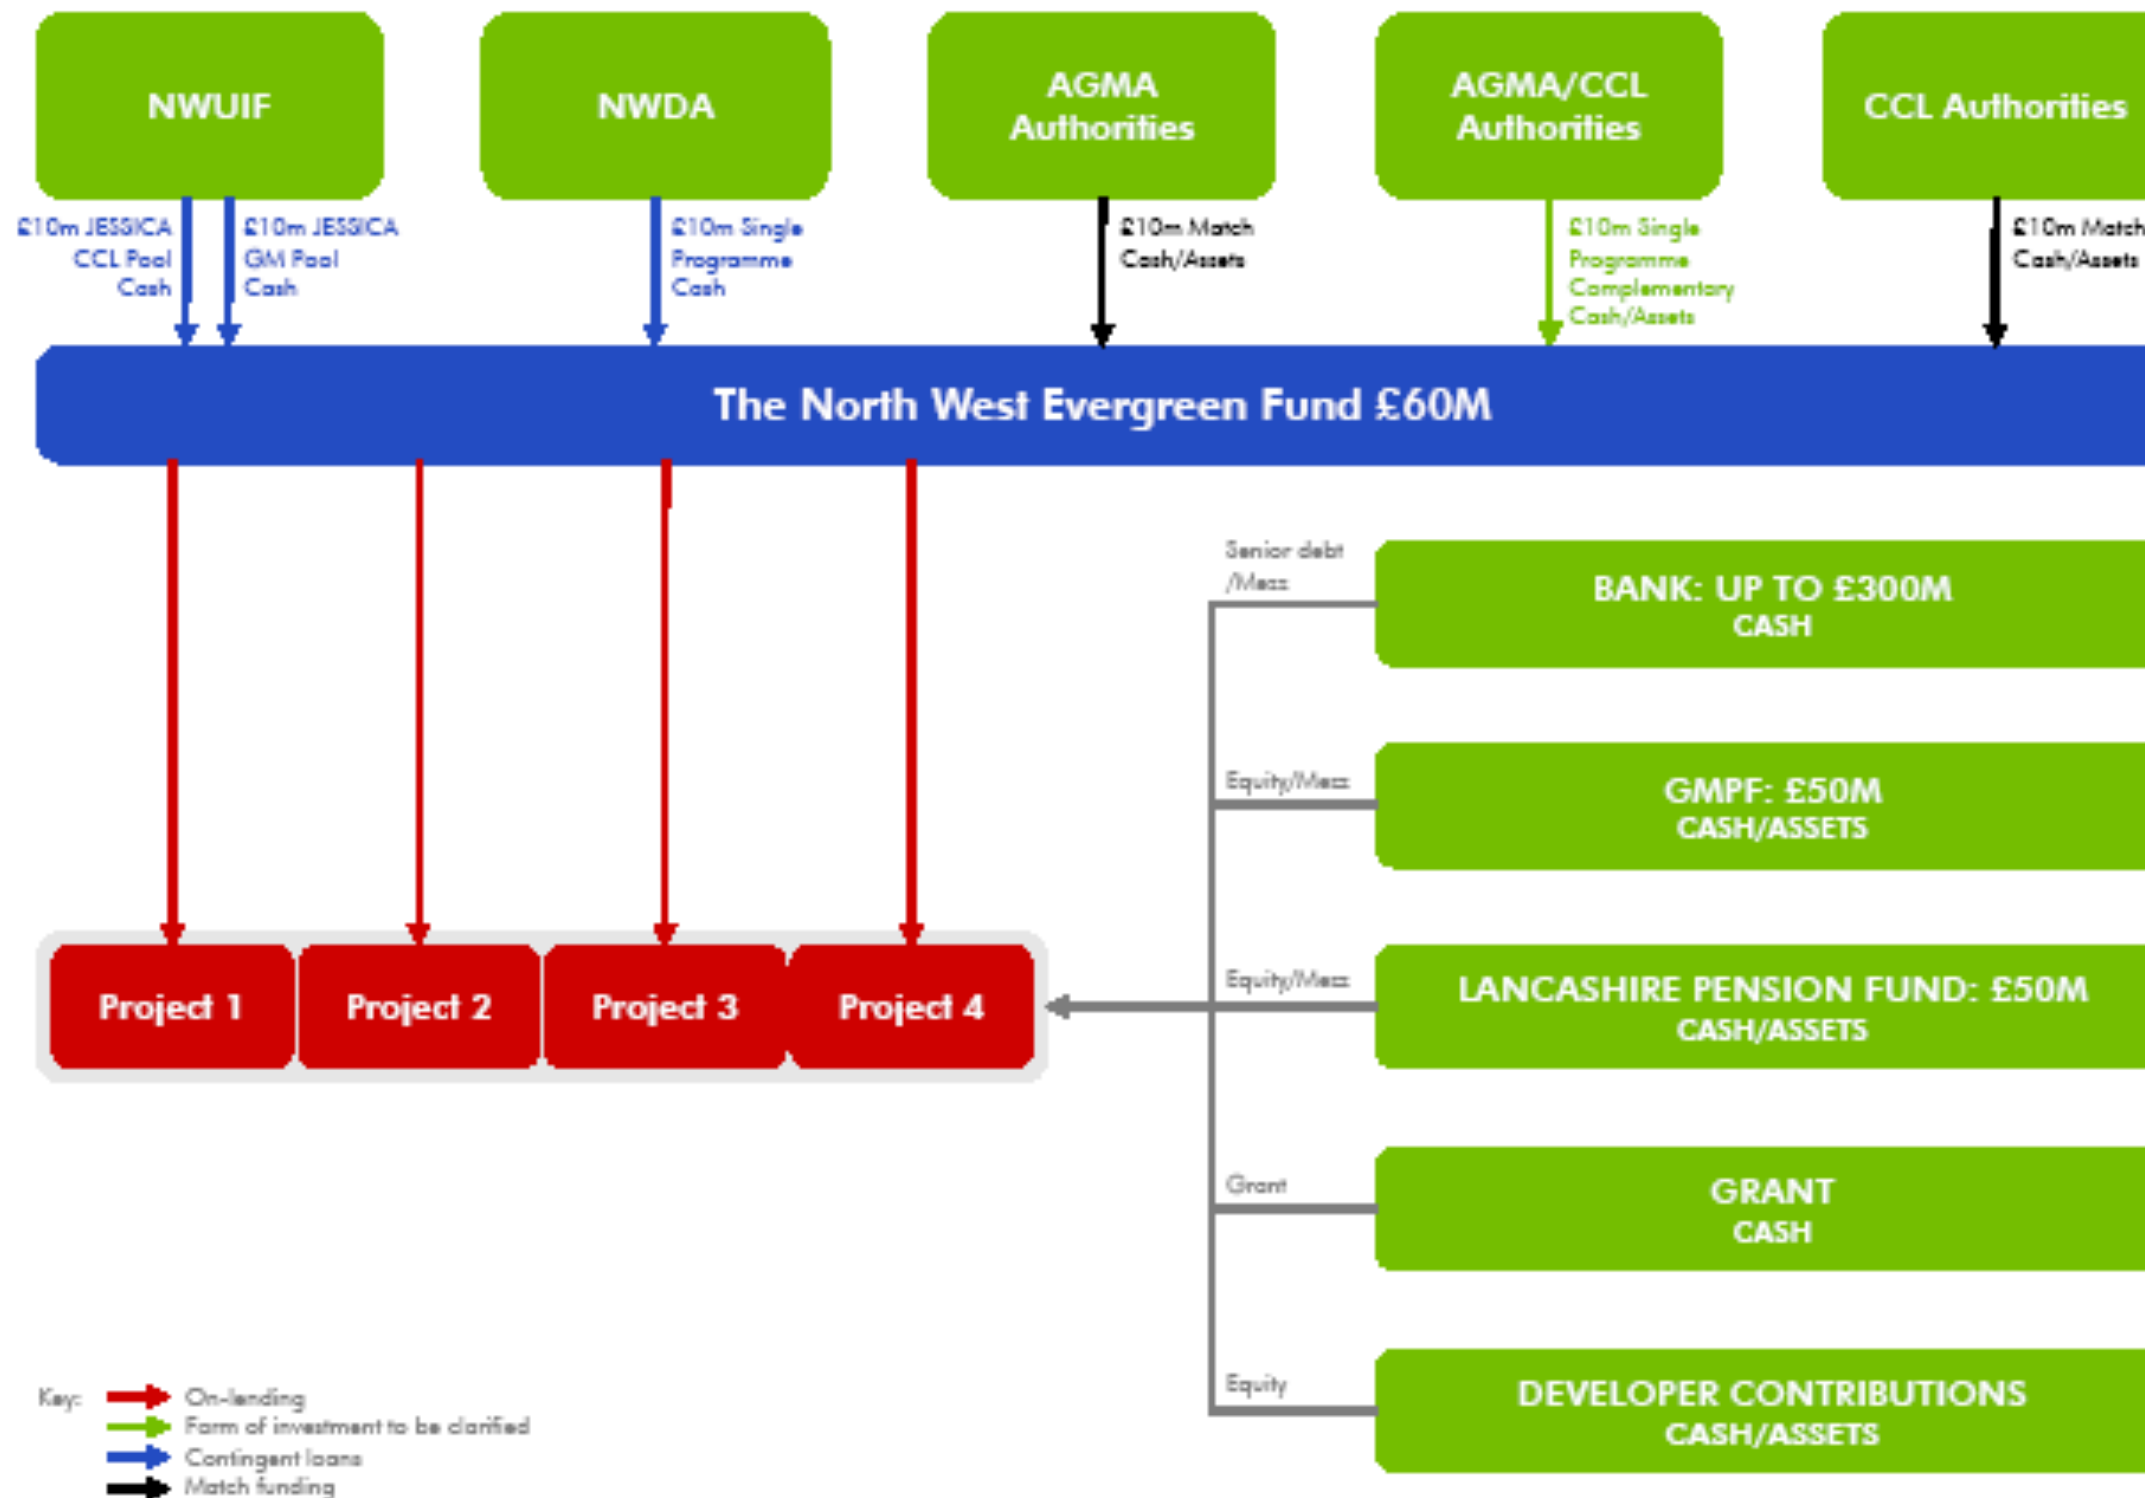 NWUIF
NWDA
AGMA
Authorities
AGMA/CCL
Authorities
CCL Authorities
£10m JESSICA
CCL Pool
Cash
£10m JESSICA
GM Pool
Cash
£10m Single
Programme
Cash
£10m Match
Cash/Assets
£10m Single
Programme
Complementary
Cash/Assets
£10m Match
Cash/Assets
The North West Evergreen Fund £60M
Senior debt
/Mezz
BANK: UP TO £300M
CASH
Equity/Mezz
GMPF: £50M
CASH/ASSETS
Equity/Mezz
LANCASHIRE PENSION FUND: £50M
CASH/ASSETS
Project 1
Project 2
Project 3
Project 4
Grant
GRANT
CASH
Equity
DEVELOPER CONTRIBUTIONS
CASH/ASSETS
Key:
On-lending
Form of investment to be clarified
Contingent loans
Match funding